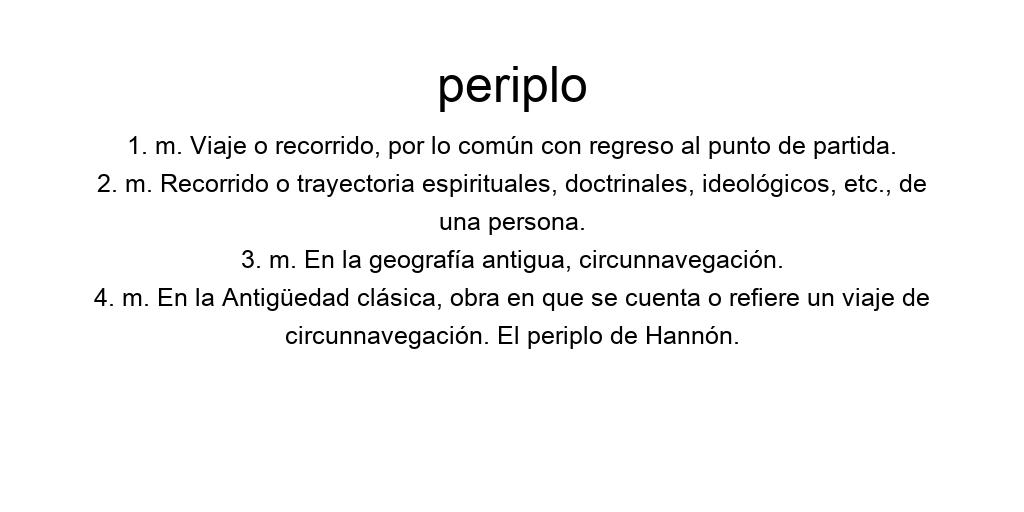 periplo
1. m. Viaje o recorrido, por lo común con regreso al punto de partida.
2. m. Recorrido o trayectoria espirituales, doctrinales, ideológicos, etc., de
una persona.
3. m. En la geografía antigua, circunnavegación.
4. m. En la Antigüedad clásica, obra en que se cuenta o refiere un viaje de
circunnavegación. El periplo de Hannón.